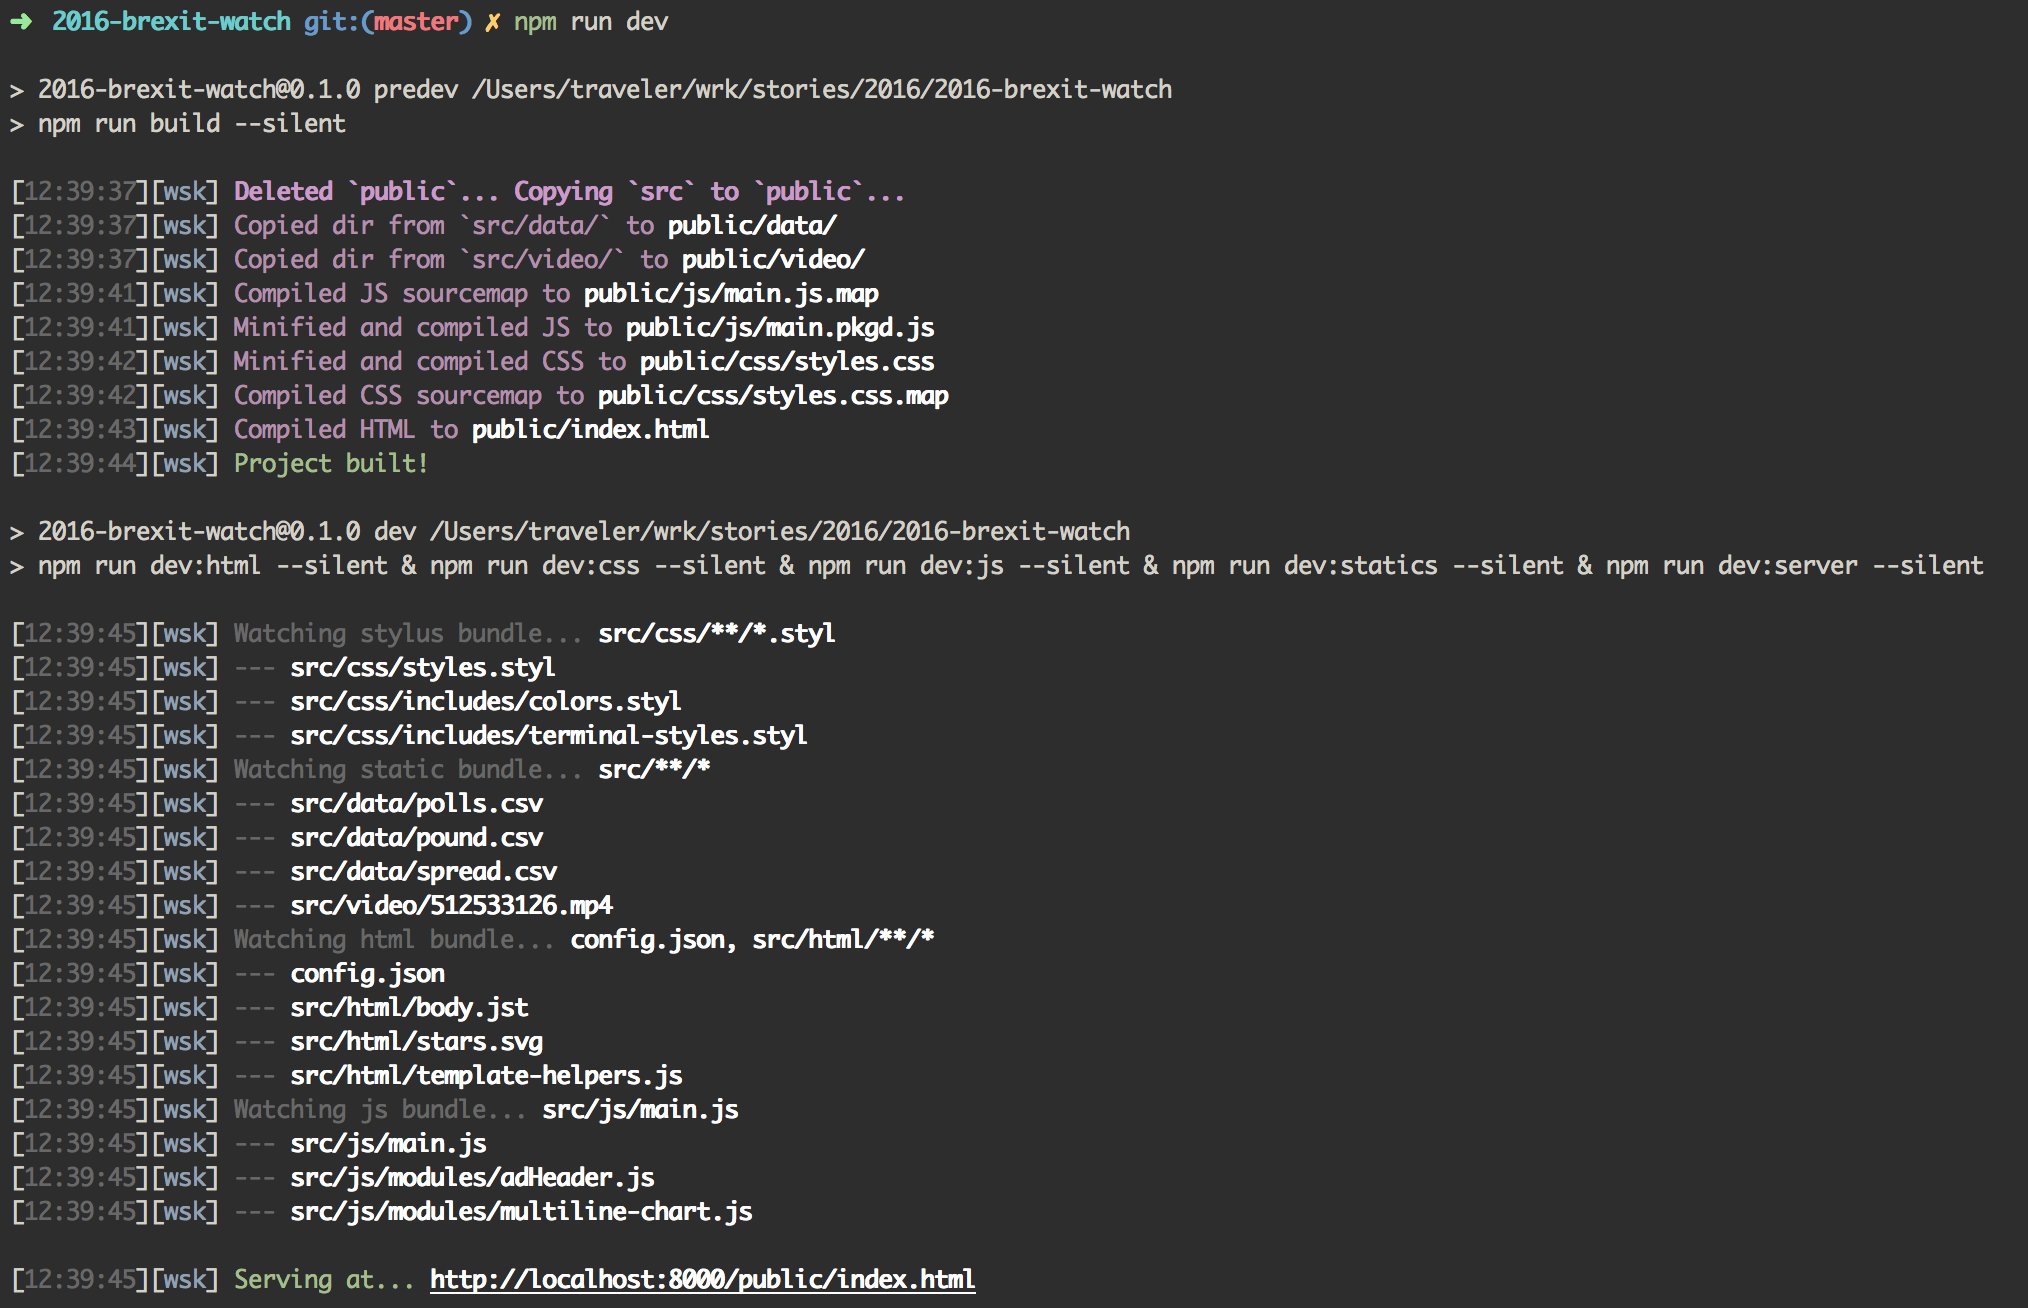 ➜ 2016-brexit-watch git:(master) ✗ npm run dev
> 2016-brexit-watch@0.1.0 predev /Users/traveler/wrk/stories/2016/2016-brexit-watch
> npm run build --silent
[12:39:37][wsk] Deleted `public`... Copying `src` to `public`...
[12:39:37][wsk] Copied dir from `src/data/` to public/data/
[12:39:37][wsk] Copied dir from `src/video/` to public/video/
[12:39:41][wsk] Compiled JS sourcemap to public/js/main.js.map
[12:39:41][wsk] Minified and compiled JS to public/js/main.pkgd.js
[12:39:42][wsk] Minified and compiled CSS to public/css/styles.css
[12:39:42][wsk] Compiled CSS sourcemap to public/css/styles.css.map
[12:39:43][wsk] Compiled HTML to public/index.html
[12:39:44][wsk] Project built!
> 2016-brexit-watch@0.1.0 dev /Users/traveler/wrk/stories/2016/2016-brexit-watch
> npm run dev:html --silent & npm run dev:css --silent & npm run dev:js --silent & npm run dev:statics --silent & npm run dev:server --silent
[12:39:45][wsk] Watching stylus bundle... src/css/**/*.styl
[12:39:45][wsk] --- src/css/styles.styl
[12:39:45][wsk] --- src/css/includes/colors.styl
[12:39:45][wsk] --- src/css/includes/terminal-styles.styl
[12:39:45][wsk] Watching static bundle... src/**/*
[12:39:45][wsk] --- src/data/polls.csv
[12:39:45][wsk] --- src/data/pound.csv
[12:39:45][wsk] --- src/data/spread.csv
[12:39:45][wsk] --- src/video/512533126.mp4
[12:39:45][wsk] Watching html bundle... config.json, src/html/**/*
[12:39:45][wsk] --- config.json
[12:39:45][wsk] --- src/html/body.jst
[12:39:45][wsk] --- src/html/stars.svg
[12:39:45][wsk] --- src/html/template-helpers.js
[12:39:45][wsk] Watching js bundle... src/js/main.js
[12:39:45][wsk] --- src/js/main.js
[12:39:45][wsk] --- src/js/modules/adHeader.js
[12:39:45][wsk] --- src/js/modules/multiline-chart.js
[12:39:45][wsk] Serving at... http://localhost:8000/public/index.html